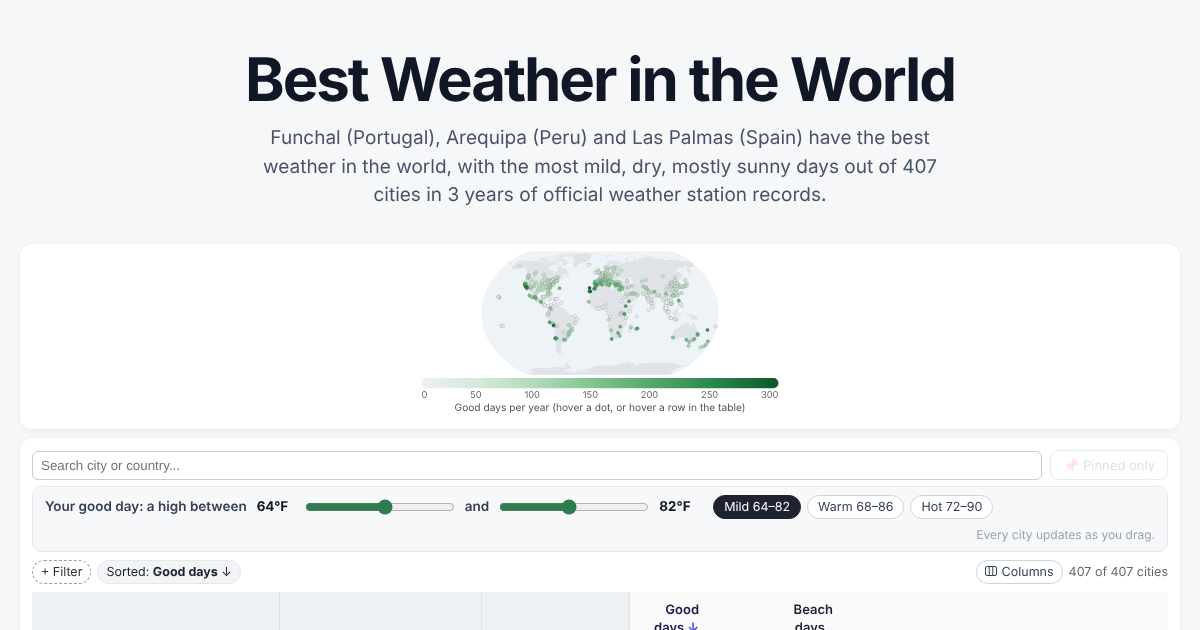 Best Weather in the World
Funchal (Portugal), Arequipa (Peru) and Las Palmas (Spain) have the best
weather in the world, with the most mild, dry, mostly sunny days out of 407
cities in 3 years of official weather station records.
0 50 100 150 200 250 300
Good days per year (hover a dot, or hover a row in the table)
Search city or country...
📌 Pinned only
Your good day: a high between 64°F and 82°F Mild 64–82 Warm 68–86 Hot 72–90
Every city updates as you drag.
+ Filter Sorted: Good days ↓ Columns 407 of 407 cities
Good Beach
days ↓ days